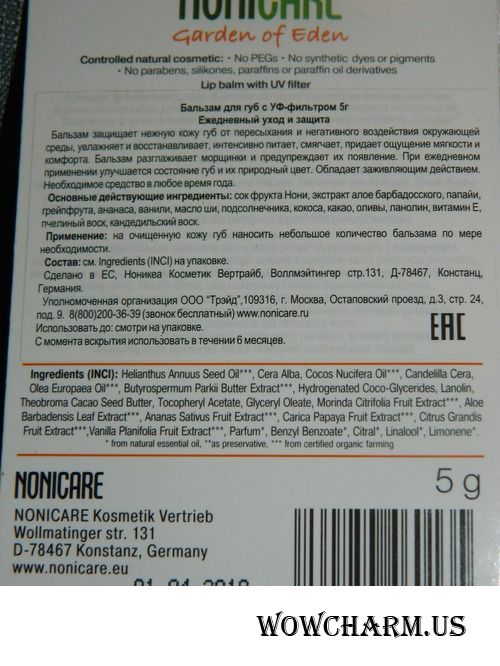 NONICARE
Garden of Eden
Controlled natural cosmetic: · No PEGs · No synthetic dyes or pigments
· No parabens, silikones, paraffins or paraffin oil derivatives
Lip balm with UV filter
Бальзам для губ с УФ-фильтром 5г
Ежедневный уход и защита
Бальзам защищает нежную кожу губ от пересыхания и негативного воздействия окружающей
среды, увлажняет и восстанавливает, интенсивно питает, смягчает, придает ощущение мягкости и
комфорта. Бальзам разглаживает морщинки и предупреждает их появление. При ежедневном
применении улучшается состояние губ и их природный цвет. Обладает заживляющим действием.
Необходимое средство в любое время года.
Основные действующие ингредиенты: сок фрукта Нони, экстракт алое барбадосского, папайи,
грейпфрута, ананаса, ванили, масло ши, подсолнечника, кокоса, какао, оливы, ланолин, витамин Е,
пчелиный воск, кандедильский воск.
Применение: на очищенную кожу губ наносить небольшое количество бальзама по мере
необходимости.
Состав: см. Ingredients (INCI) на упаковке.
Сделано в ЕС, Никея Косметик Вертрайб, Воллмэйтингер стр.131, Д-78467, Констанц,
Германия.
Уполномоченная организация ООО "Трэйд",109316, г. Москва, Остаповский проезд, д.3, стр. 24,
под. 9. 8(800)200-36-39 (звонок бесплатный) www.nonicare.ru
Использовать до: смотри на упаковке.
С момента вскрытия использовать в течении 6 месяцев.
EAC
Ingredients (INCI): Helianthus Annuus Seed Oil***, Cera Alba, Cocos Nucifera Oil***, Candelilla Cera,
Olea Europaea Oil***, Butyrospermum Parkii Butter Extract***, Hydrogenated Coco-Glycerides, Lanolin,
Theobroma Cacao Seed Butter, Tocopheryl Acetate, Glyceryl Oleate, Morinda Citrifolia Fruit Extract***, Aloe
Barbadensis Leaf Extract***, Ananas Sativus Fruit Extract***, Carica Papaya Fruit Extract***, Citrus Grandis
Fruit Extract***,Vanilla Planifolia Fruit Extract***, Parfum*, Benzyl Benzoate*, Citral*, Linalool*, Limonene*.
* from natural essential oil, **as preservative, *** from certified organic farming
NONICARE
5 g
NONICARE Kosmetik Vertrieb
Wollmatinger str. 131
D-78467 Konstanz, Germany
www.nonicare.eu
WOWCHARM.US